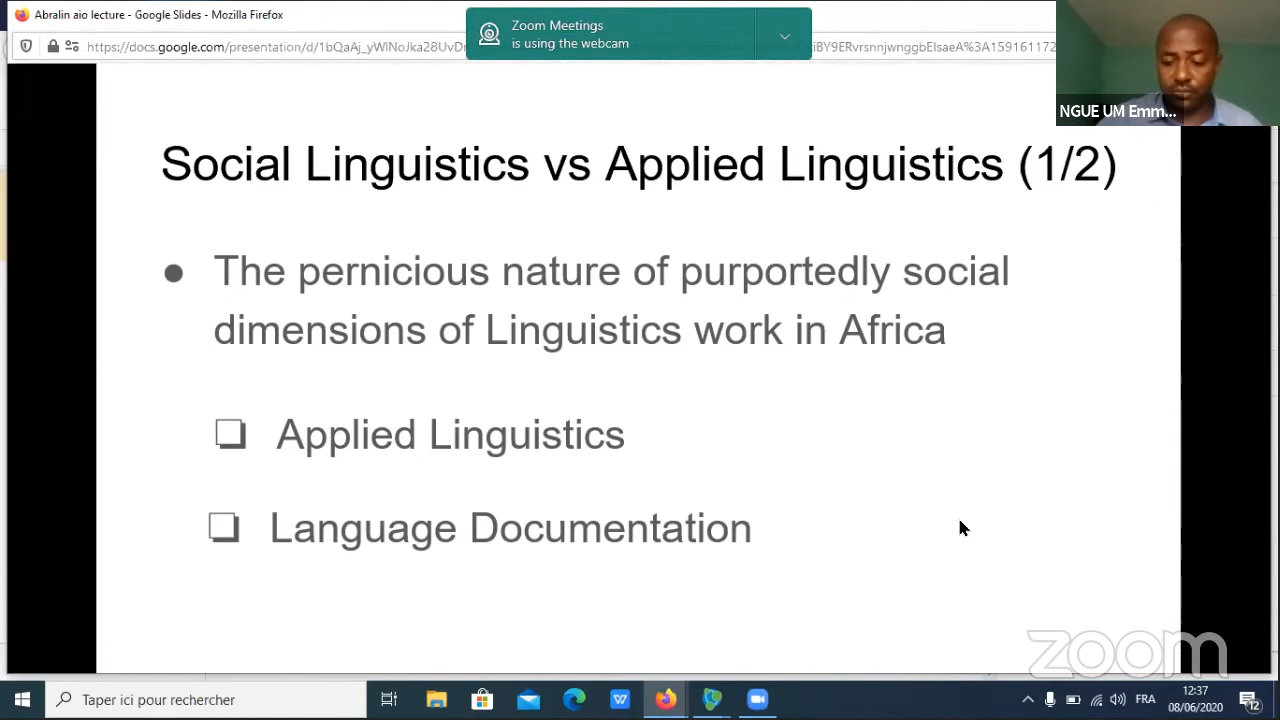 Abralin aio lecture - Google Slides - Mozilla Firefox
Zoom Meetings
is using the webcam
NGUE UM Emm...
Social Linguistics vs Applied Linguistics (1/2)
● The pernicious nature of purportedly social
dimensions of Linguistics work in Africa
❏ Applied Linguistics
❏ Language Documentation
zoom
Taper ici pour rechercher
FRA
12:37
08/06/2020
12